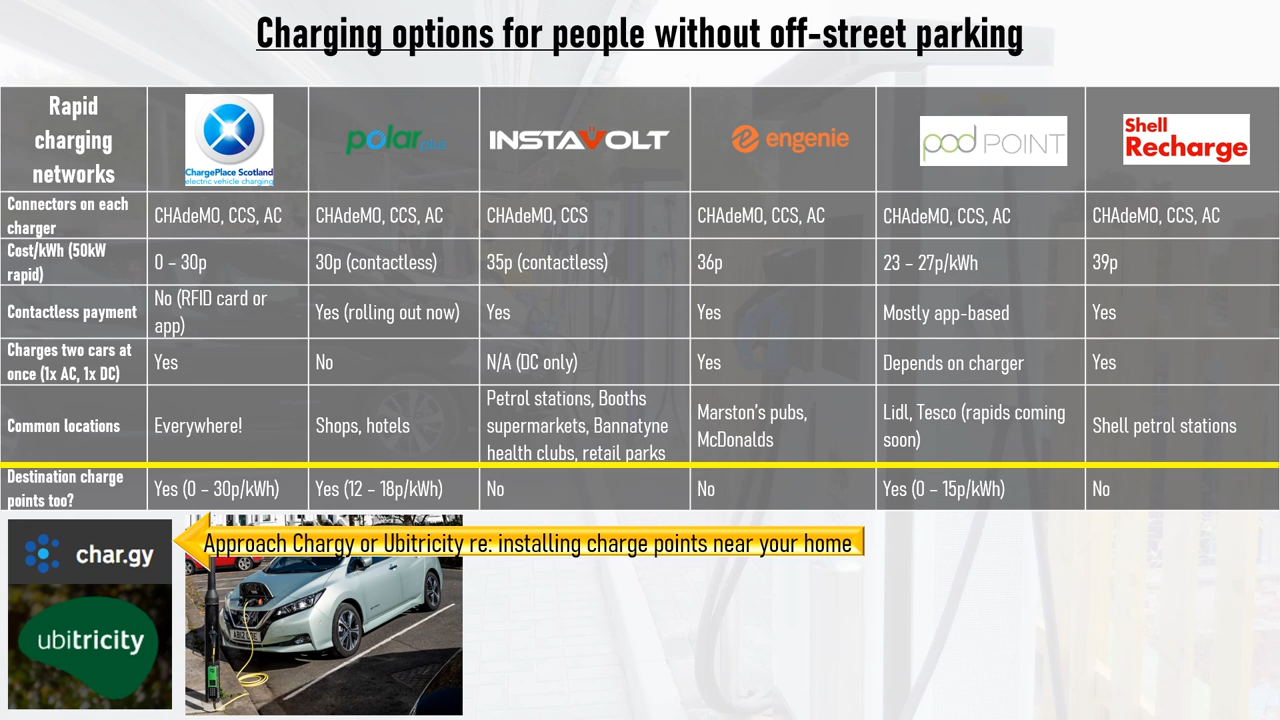 Charging options for people without off-street parking
Rapid
charging
networks
ChargePlace Scotland
electric vehicle charging
polar plus
INSTAVOLT
engenie
pod POINT
Shell
Recharge
Connectors on each
charger
CHAdeMO, CCS, AC
CHAdeMO, CCS, AC
CHAdeMO, CCS
CHAdeMO, CCS, AC
CHAdeMO, CCS, AC
CHAdeMO, CCS, AC
Cost/kWh (50kW
rapid)
0 – 30p
30p (contactless)
35p (contactless)
36p
23 – 27p/kWh
39p
Contactless payment
No (RFID card or
app)
Yes (rolling out now)
Yes
Yes
Mostly app-based
Yes
Charges two cars at
once (1x AC, 1x DC)
Yes
No
N/A (DC only)
Yes
Depends on charger
Yes
Common locations
Everywhere!
Shops, hotels
Petrol stations, Booths
supermarkets, Bannatyne
health clubs, retail parks
Marston's pubs,
McDonalds
Lidl, Tesco (rapids coming
soon)
Shell petrol stations
Destination charge
points too?
Yes (0 – 30p/kWh)
Yes (12 – 18p/kWh)
No
No
Yes (0 – 15p/kWh)
No
char.gy
Approach Chargy or Ubitricity re: installing charge points near your home
ubitricity